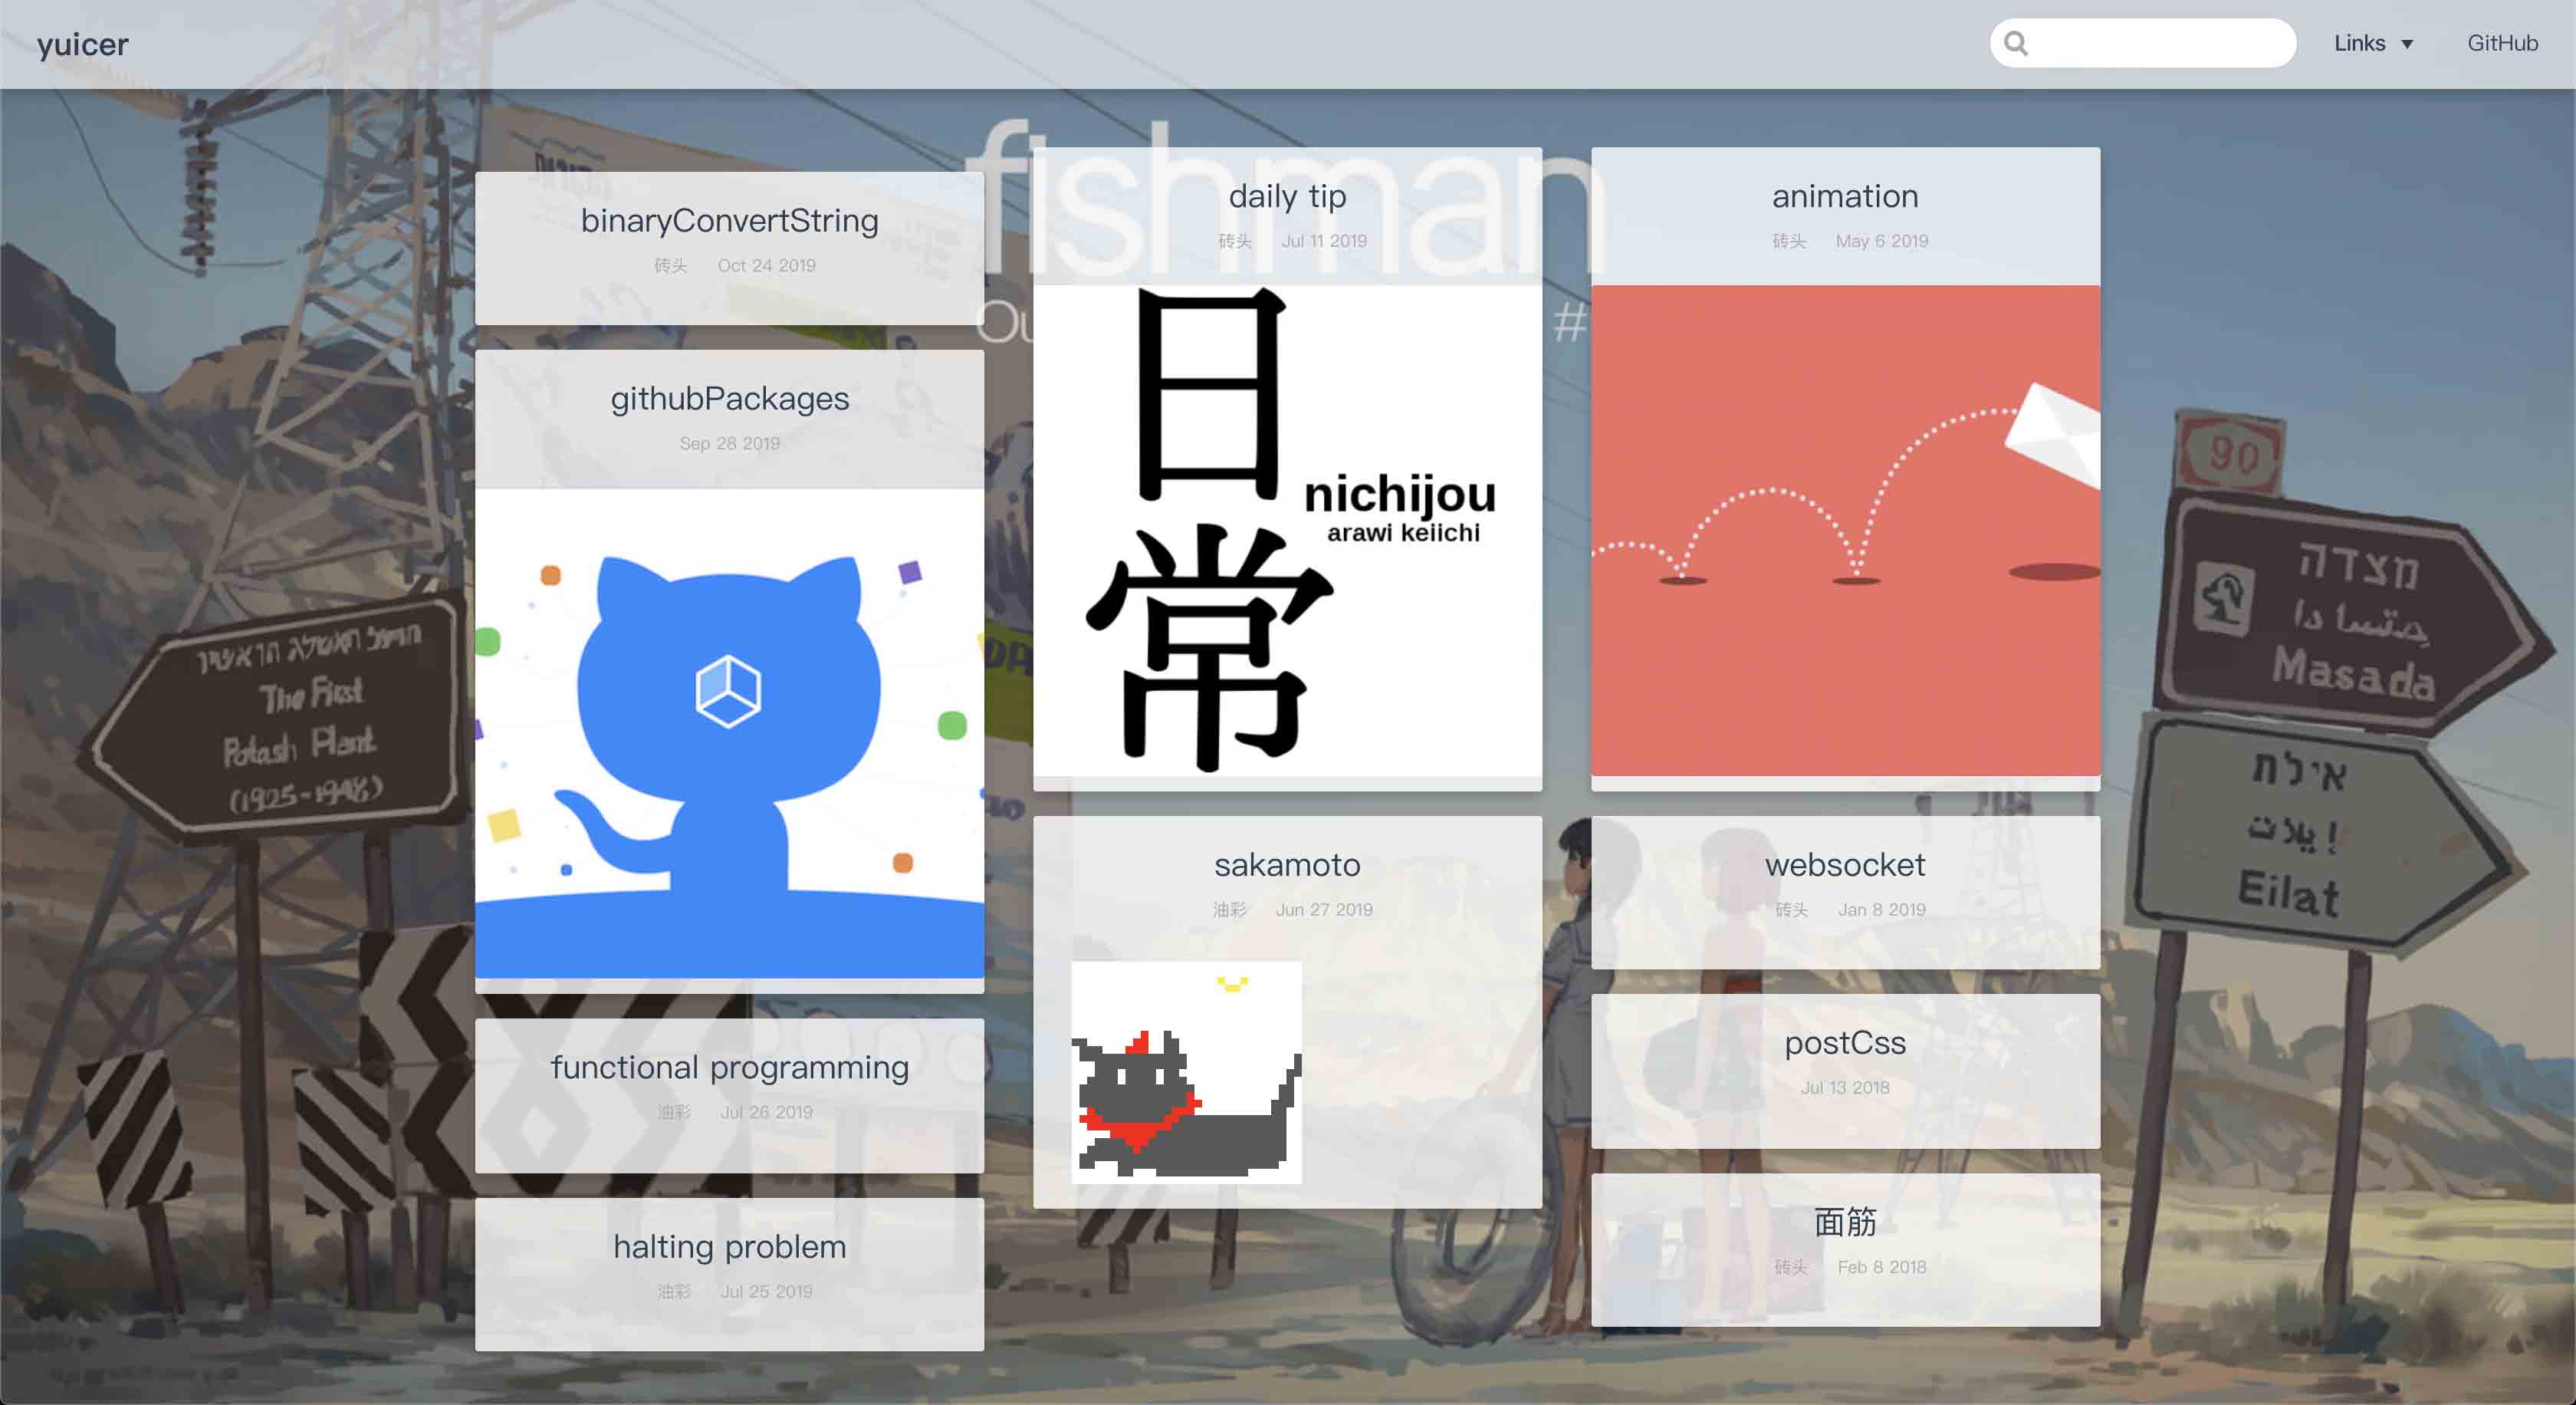 yuicer
Links
GitHub
fishman
binaryConvertString
砖头 Oct 24 2019
githubPackages
Sep 28 2019
functional programming
油彩 Jul 26 2019
halting problem
油彩 Jul 25 2019
daily tip
砖头 Jul 11 2019
日常
nichijou
arawi keiichi
sakamoto
油彩 Jun 27 2019
animation
砖头 May 6 2019
#
websocket
砖头 Jan 8 2019
postCss
Jul 13 2018
面筋
砖头 Feb 8 2018
The First
Potash Plant
(1925-1948)
90
מצדה
Masada
אילת
Eilat